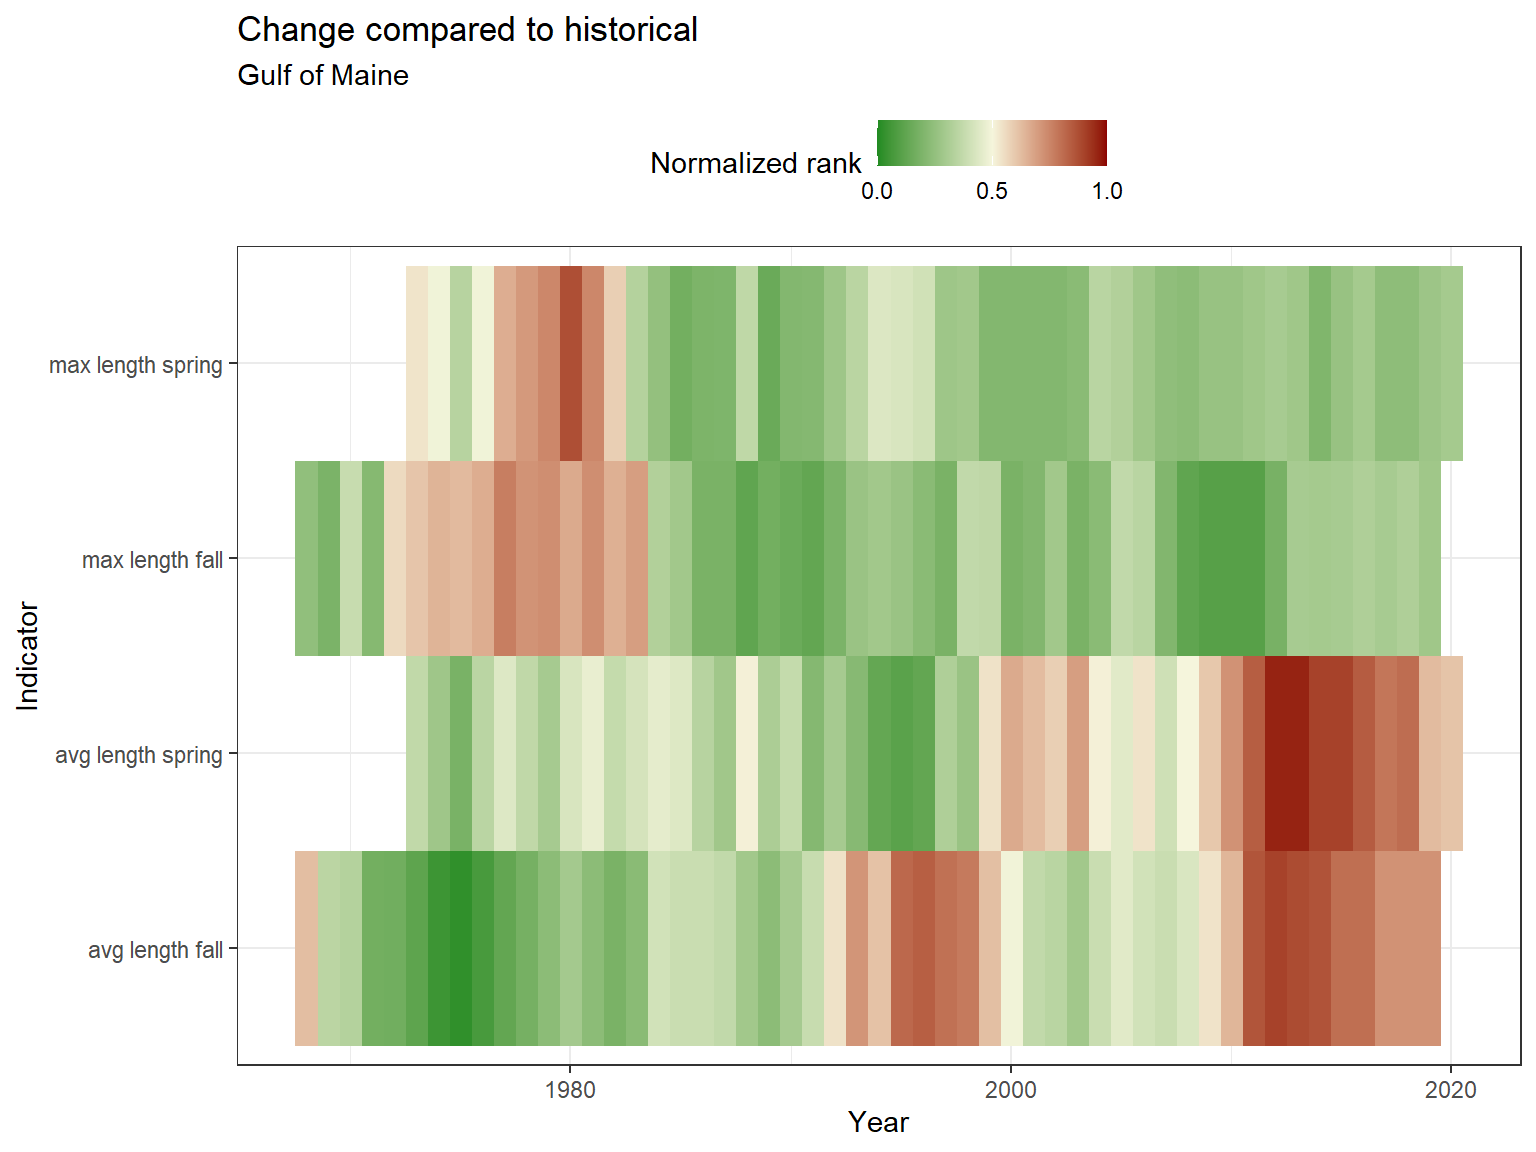 Change compared to historical
Gulf of Maine
Normalized rank
0.0 0.5 1.0
max length spring
max length fall
avg length spring
avg length fall
Indicator
1980 2000 2020
Year